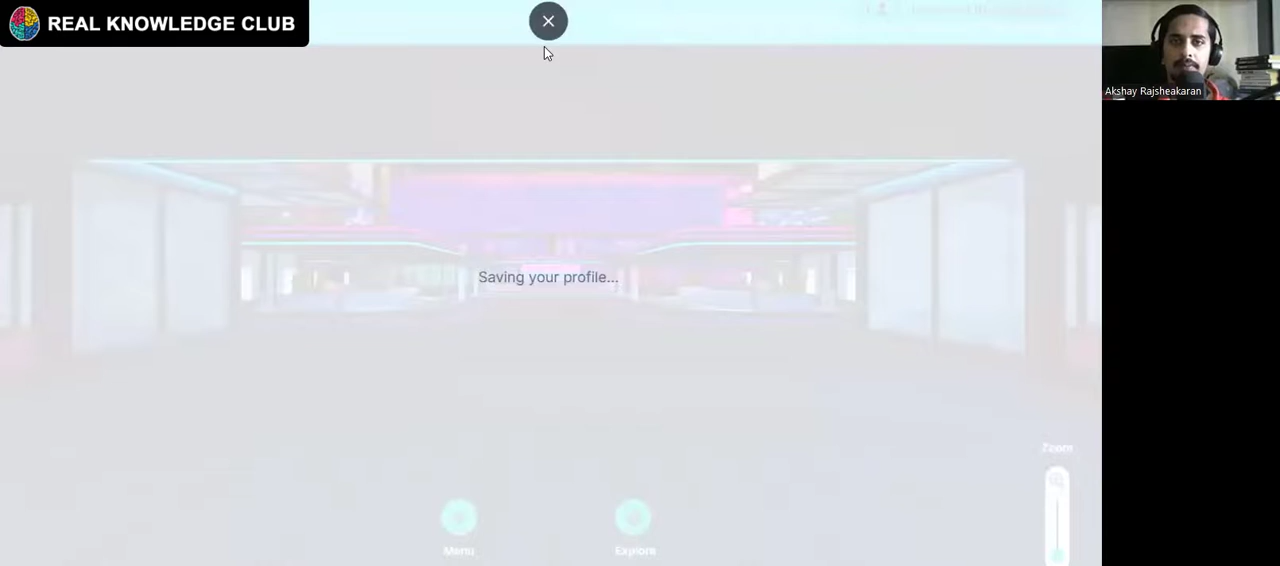 REAL KNOWLEDGE CLUB
Akshay Rajsheakaran
Saving your profile...
Zoom
Menu
Explore